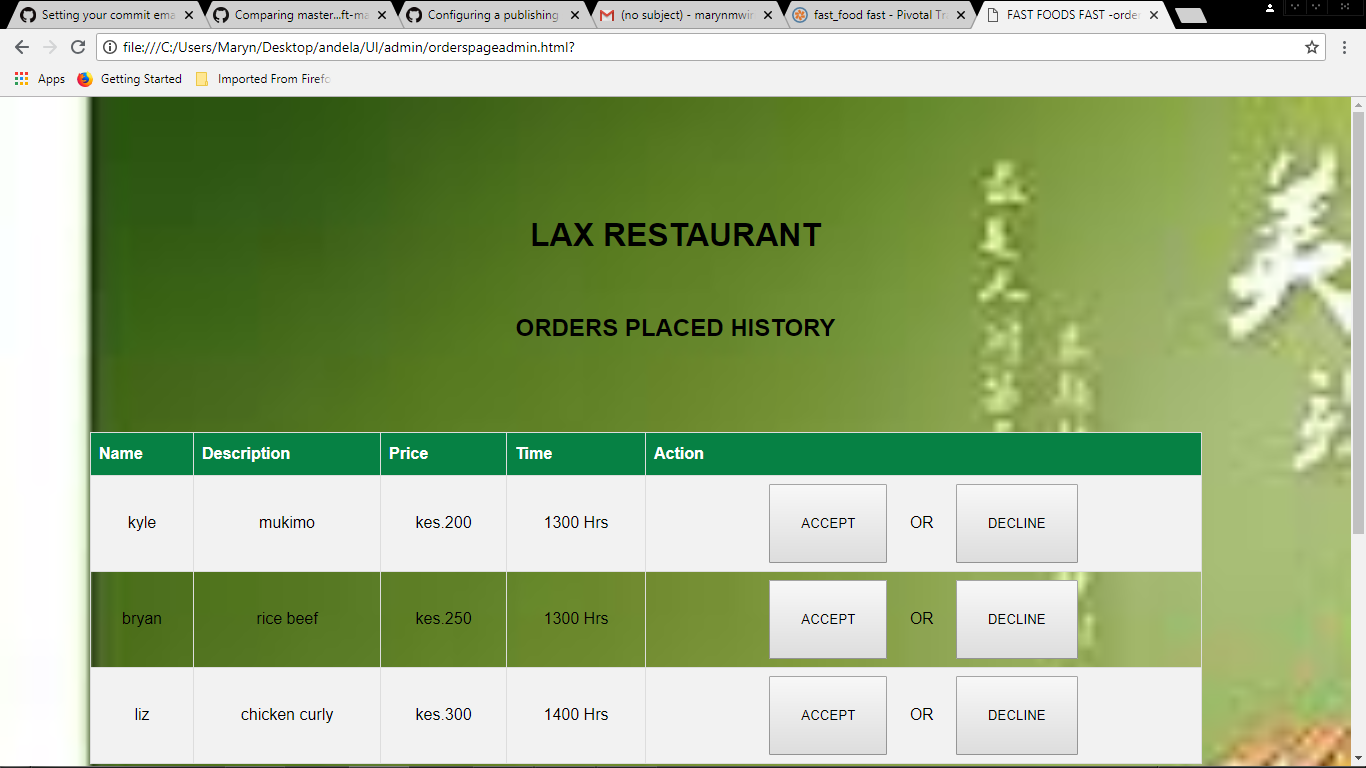 Setting your commit ema
Comparing master...ft-ma
Configuring a publishing
(no subject) - marynmwir
fast_food fast - Pivotal Tr
FAST FOODS FAST -order
file:///C:/Users/Maryn/Desktop/andela/UI/admin/orderspageadmin.html?
Apps Getting Started Imported From Firefo
LAX RESTAURANT
ORDERS PLACED HISTORY
Name Description Price Time Action
kyle mukimo kes.200 1300 Hrs ACCEPT OR DECLINE
bryan rice beef kes.250 1300 Hrs ACCEPT OR DECLINE
liz chicken curly kes.300 1400 Hrs ACCEPT OR DECLINE
美